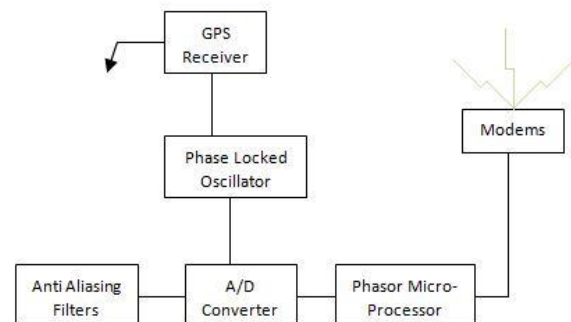 GPS
Receiver
Modems
Phase Locked
Oscillator
Anti Aliasing
Filters
A/D
Converter
Phasor Micro-
Processor